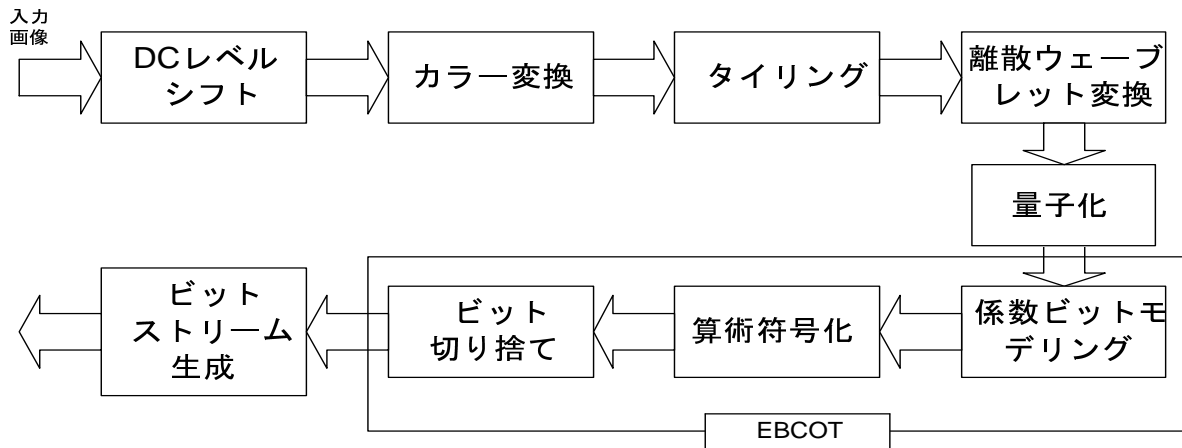 入力
画像
DCレベル
シフト
カラー変換
タイリング
離散ウェーブ
レット変換
量子化
係数ビットモ
デリング
算術符号化
ビット
切り捨て
ビット
ストリーム
生成
EBCOT